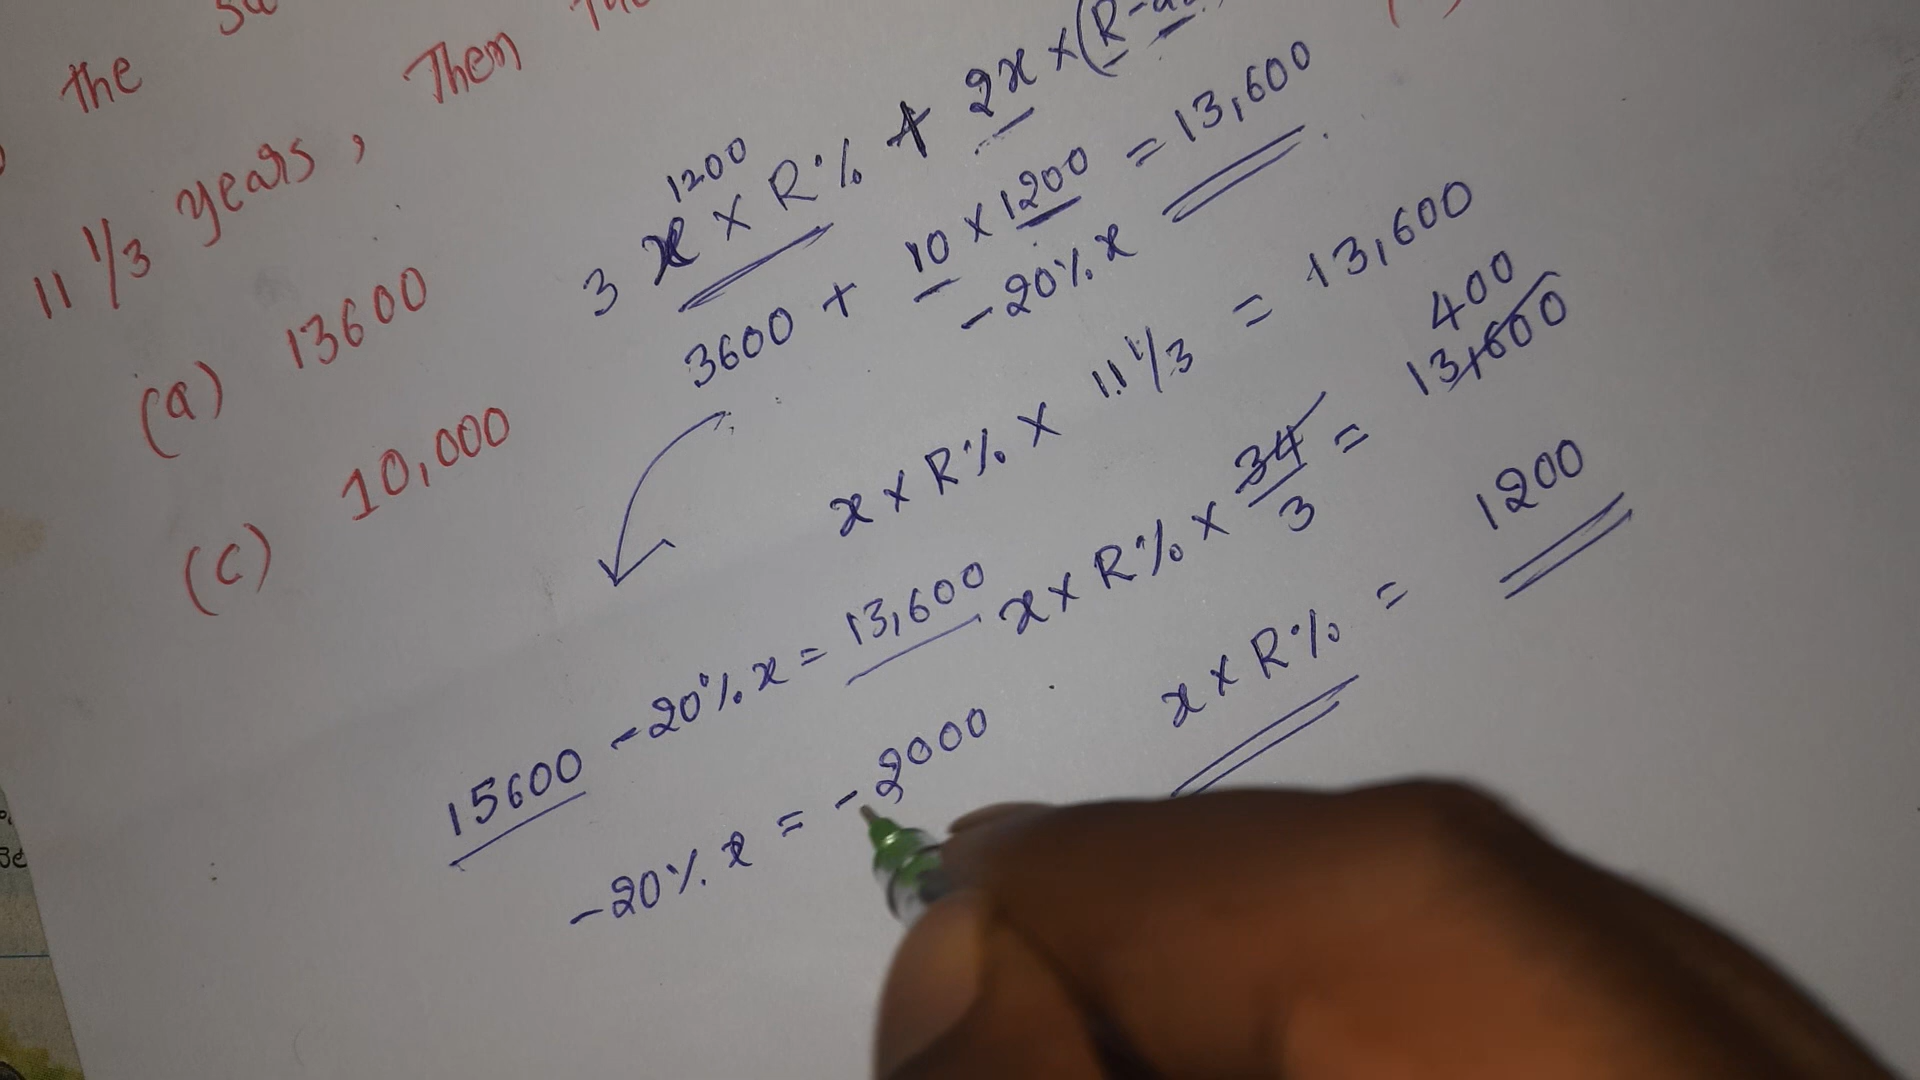 the
11 1/3 years, Then
(a) 13600
(c) 10,000
1200
3 x × R% + 2x × (R-
3600 + 10 × 1200 = 13,600
-20% x
x × R% × 11 1/3 = 13,600
400
x × R% × 34/3 = 13,600
x × R% = 1200
15600 - 20% x = 13,600
-20% x = -2000